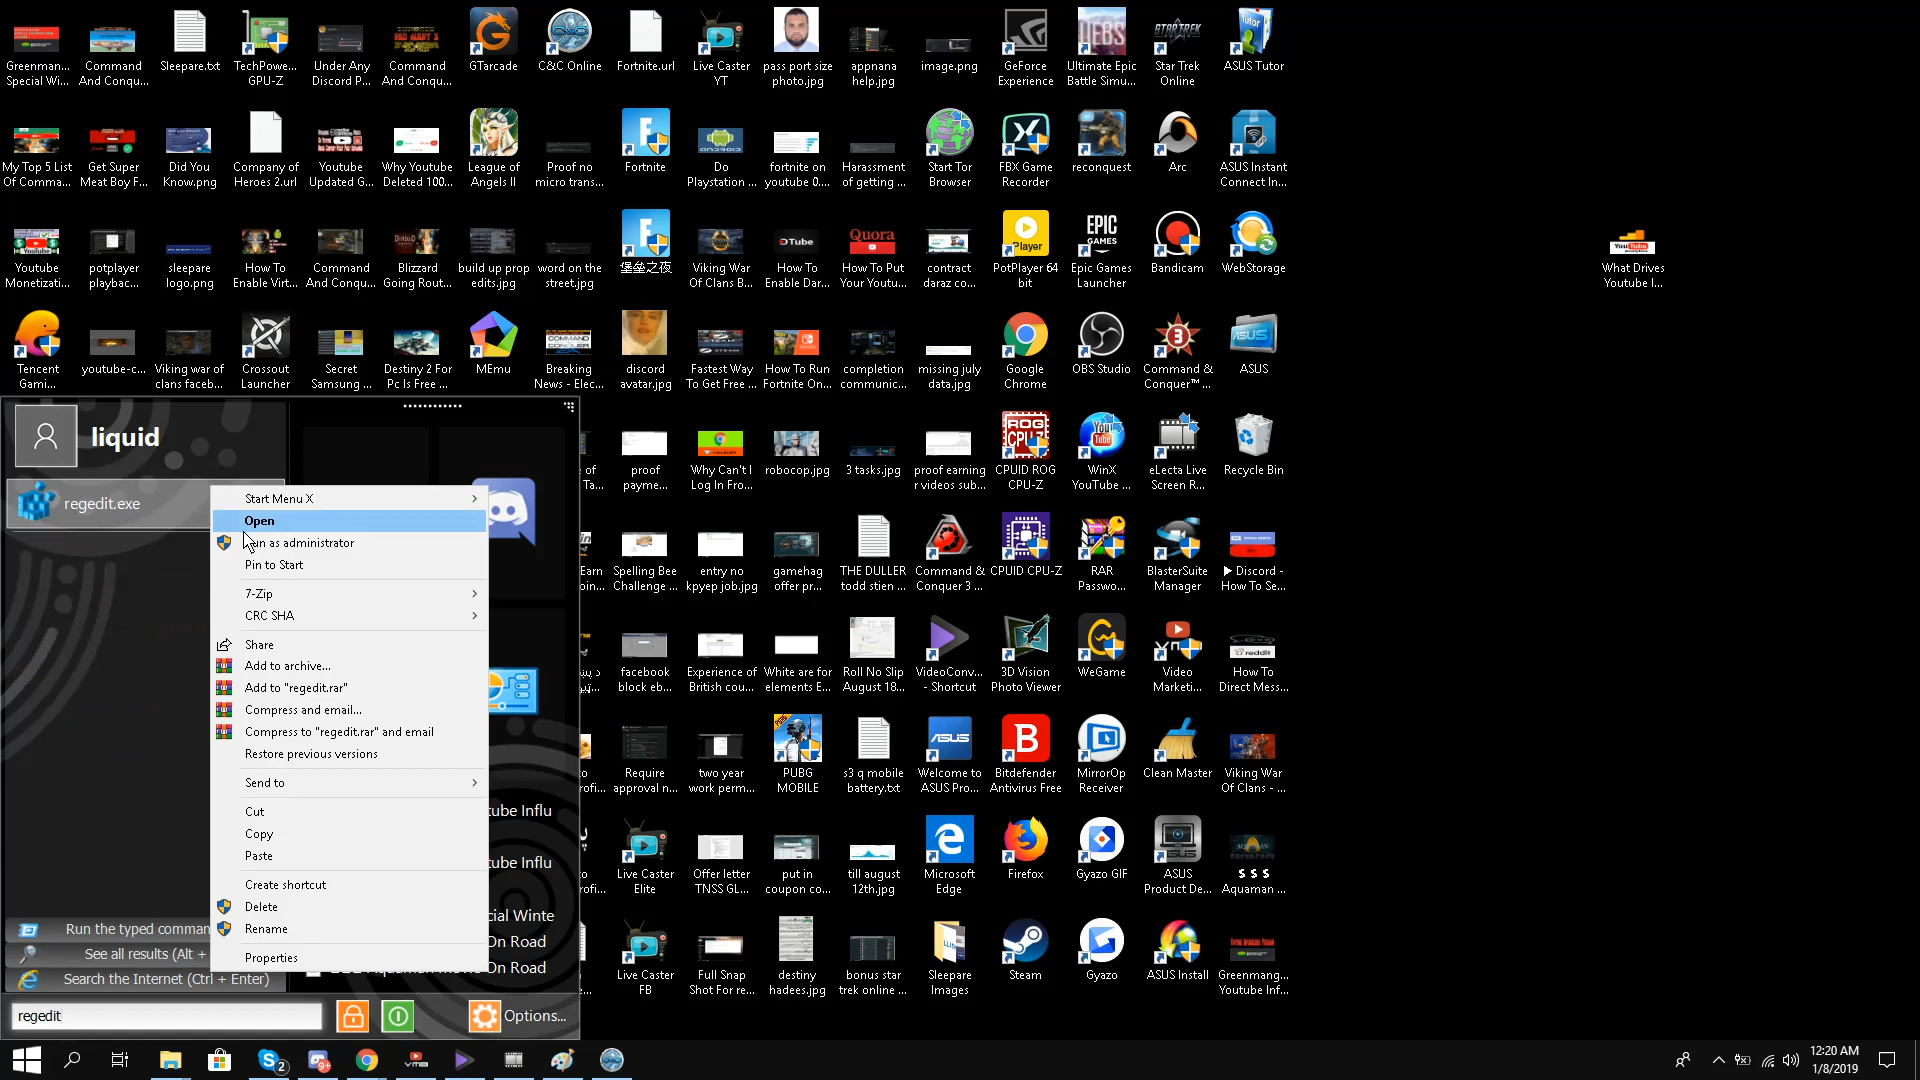 Greenman...
Special Wi...
Command
And Conqu...
Sleepare.txt
TechPowe...
GPU-Z
Under Any
Discord P...
Command
And Conqu...
GTarcade
C&C Online
Fortnite.url
Live Caster
YT
pass port size
photo.jpg
appnana
help.jpg
image.png
GeForce
Experience
Ultimate Epic
Battle Simu...
Star Trek
Online
ASUS Tutor
My Top 5 List
Of Comma...
Get Super
Meat Boy F...
Did You
Know.png
Company of
Heroes 2.url
Youtube
Updated G...
Why Youtube
Deleted 100...
League of
Angels II
Proof no
micro trans...
Fortnite
Do
Playstation ...
fortnite on
youtube 0....
Harassment
of getting ...
Start Tor
Browser
FBX Game
Recorder
reconquest
Arc
ASUS Instant
Connect In...
Youtube
Monetizati...
potplayer
playbac...
sleepare
logo.png
How To
Enable Virt...
Command
And Conqu...
Blizzard
Going Rout...
build up prop
edits.jpg
word on the
street.jpg
堡垒之夜
Viking War
Of Clans B...
How To
Enable Dar...
How To Put
Your Youtu...
contract
daraz co...
PotPlayer 64
bit
Epic Games
Launcher
Bandicam
WebStorage
What Drives
Youtube I...
Tencent
Gami...
youtube-c...
Viking war of
clans faceb...
Crossout
Launcher
Secret
Samsung ...
Destiny 2 For
Pc Is Free ...
MEmu
Breaking
News - Elec...
discord
avatar.jpg
Fastest Way
To Get Free ...
How To Run
Fortnite On...
completion
communic...
missing july
data.jpg
Google
Chrome
OBS Studio
Command &
Conquer™ ...
ASUS
liquid
regedit.exe
Start Menu X
Open
Run as administrator
Pin to Start
7-Zip
CRC SHA
Share
Add to archive...
Add to "regedit.rar"
Compress and email...
Compress to "regedit.rar" and email
Restore previous versions
Send to
Cut
Copy
Paste
Create shortcut
Delete
Rename
Properties
Run the typed comman
See all results (Alt +
Search the Internet (Ctrl + Enter)
regedit
Options...
tube Influ
tube Influ
cial Winte
On Road
On Road
proof
payme...
Why Can't I
Log In Fro...
robocop.jpg
3 tasks.jpg
proof earning
r videos sub...
CPUID ROG
CPU-Z
WinX
YouTube ...
eLecta Live
Screen R...
Recycle Bin
Spelling Bee
Challenge ...
entry no
kpyep job.jpg
gamehag
offer pr...
THE DULLER
todd stien ...
Command &
Conquer 3 ...
CPUID CPU-Z
RAR
Passwo...
BlasterSuite
Manager
▶ Discord -
How To Se...
facebook
block eb...
Experience of
British cou...
White are for
elements E...
Roll No Slip
August 18...
VideoConv...
- Shortcut
3D Vision
Photo Viewer
WeGame
Video
Marketi...
How To
Direct Mess...
Require
approval n...
two year
work perm...
PUBG
MOBILE
s3 q mobile
battery.txt
Welcome to
ASUS Pro...
Bitdefender
Antivirus Free
MirrorOp
Receiver
Clean Master
Viking War
Of Clans - ...
Live Caster
Elite
Offer letter
TNSS GL...
put in
coupon co...
till august
12th.jpg
Microsoft
Edge
Firefox
Gyazo GIF
ASUS
Product De...
$ $ $
Aquaman ...
Live Caster
FB
Full Snap
Shot For re...
destiny
hadees.jpg
bonus star
trek online ...
Sleepare
Images
Steam
Gyazo
ASUS Install
Greenmang...
Youtube Inf...
12:20 AM
1/8/2019